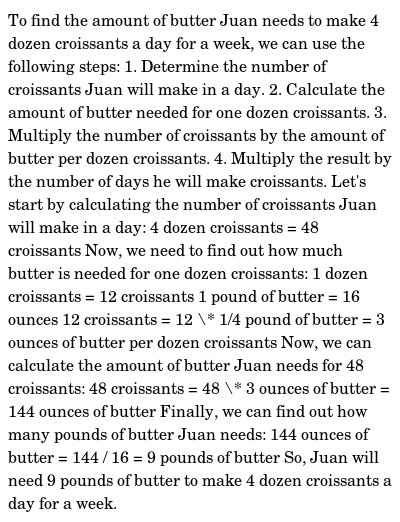 To find the amount of butter Juan needs to make 4
dozen croissants a day for a week, we can use the
following steps: 1. Determine the number of
croissants Juan will make in a day. 2. Calculate the
amount of butter needed for one dozen croissants. 3.
Multiply the number of croissants by the amount of
butter per dozen croissants. 4. Multiply the result by
the number of days he will make croissants. Let's
start by calculating the number of croissants Juan
will make in a day: 4 dozen croissants = 48
croissants Now, we need to find out how much
butter is needed for one dozen croissants: 1 dozen
croissants = 12 croissants 1 pound of butter = 16
ounces 12 croissants = 12 \* 1/4 pound of butter = 3
ounces of butter per dozen croissants Now, we can
calculate the amount of butter Juan needs for 48
croissants: 48 croissants = 48 \* 3 ounces of butter =
144 ounces of butter Finally, we can find out how
many pounds of butter Juan needs: 144 ounces of
butter = 144 / 16 = 9 pounds of butter So, Juan will
need 9 pounds of butter to make 4 dozen croissants a
day for a week.